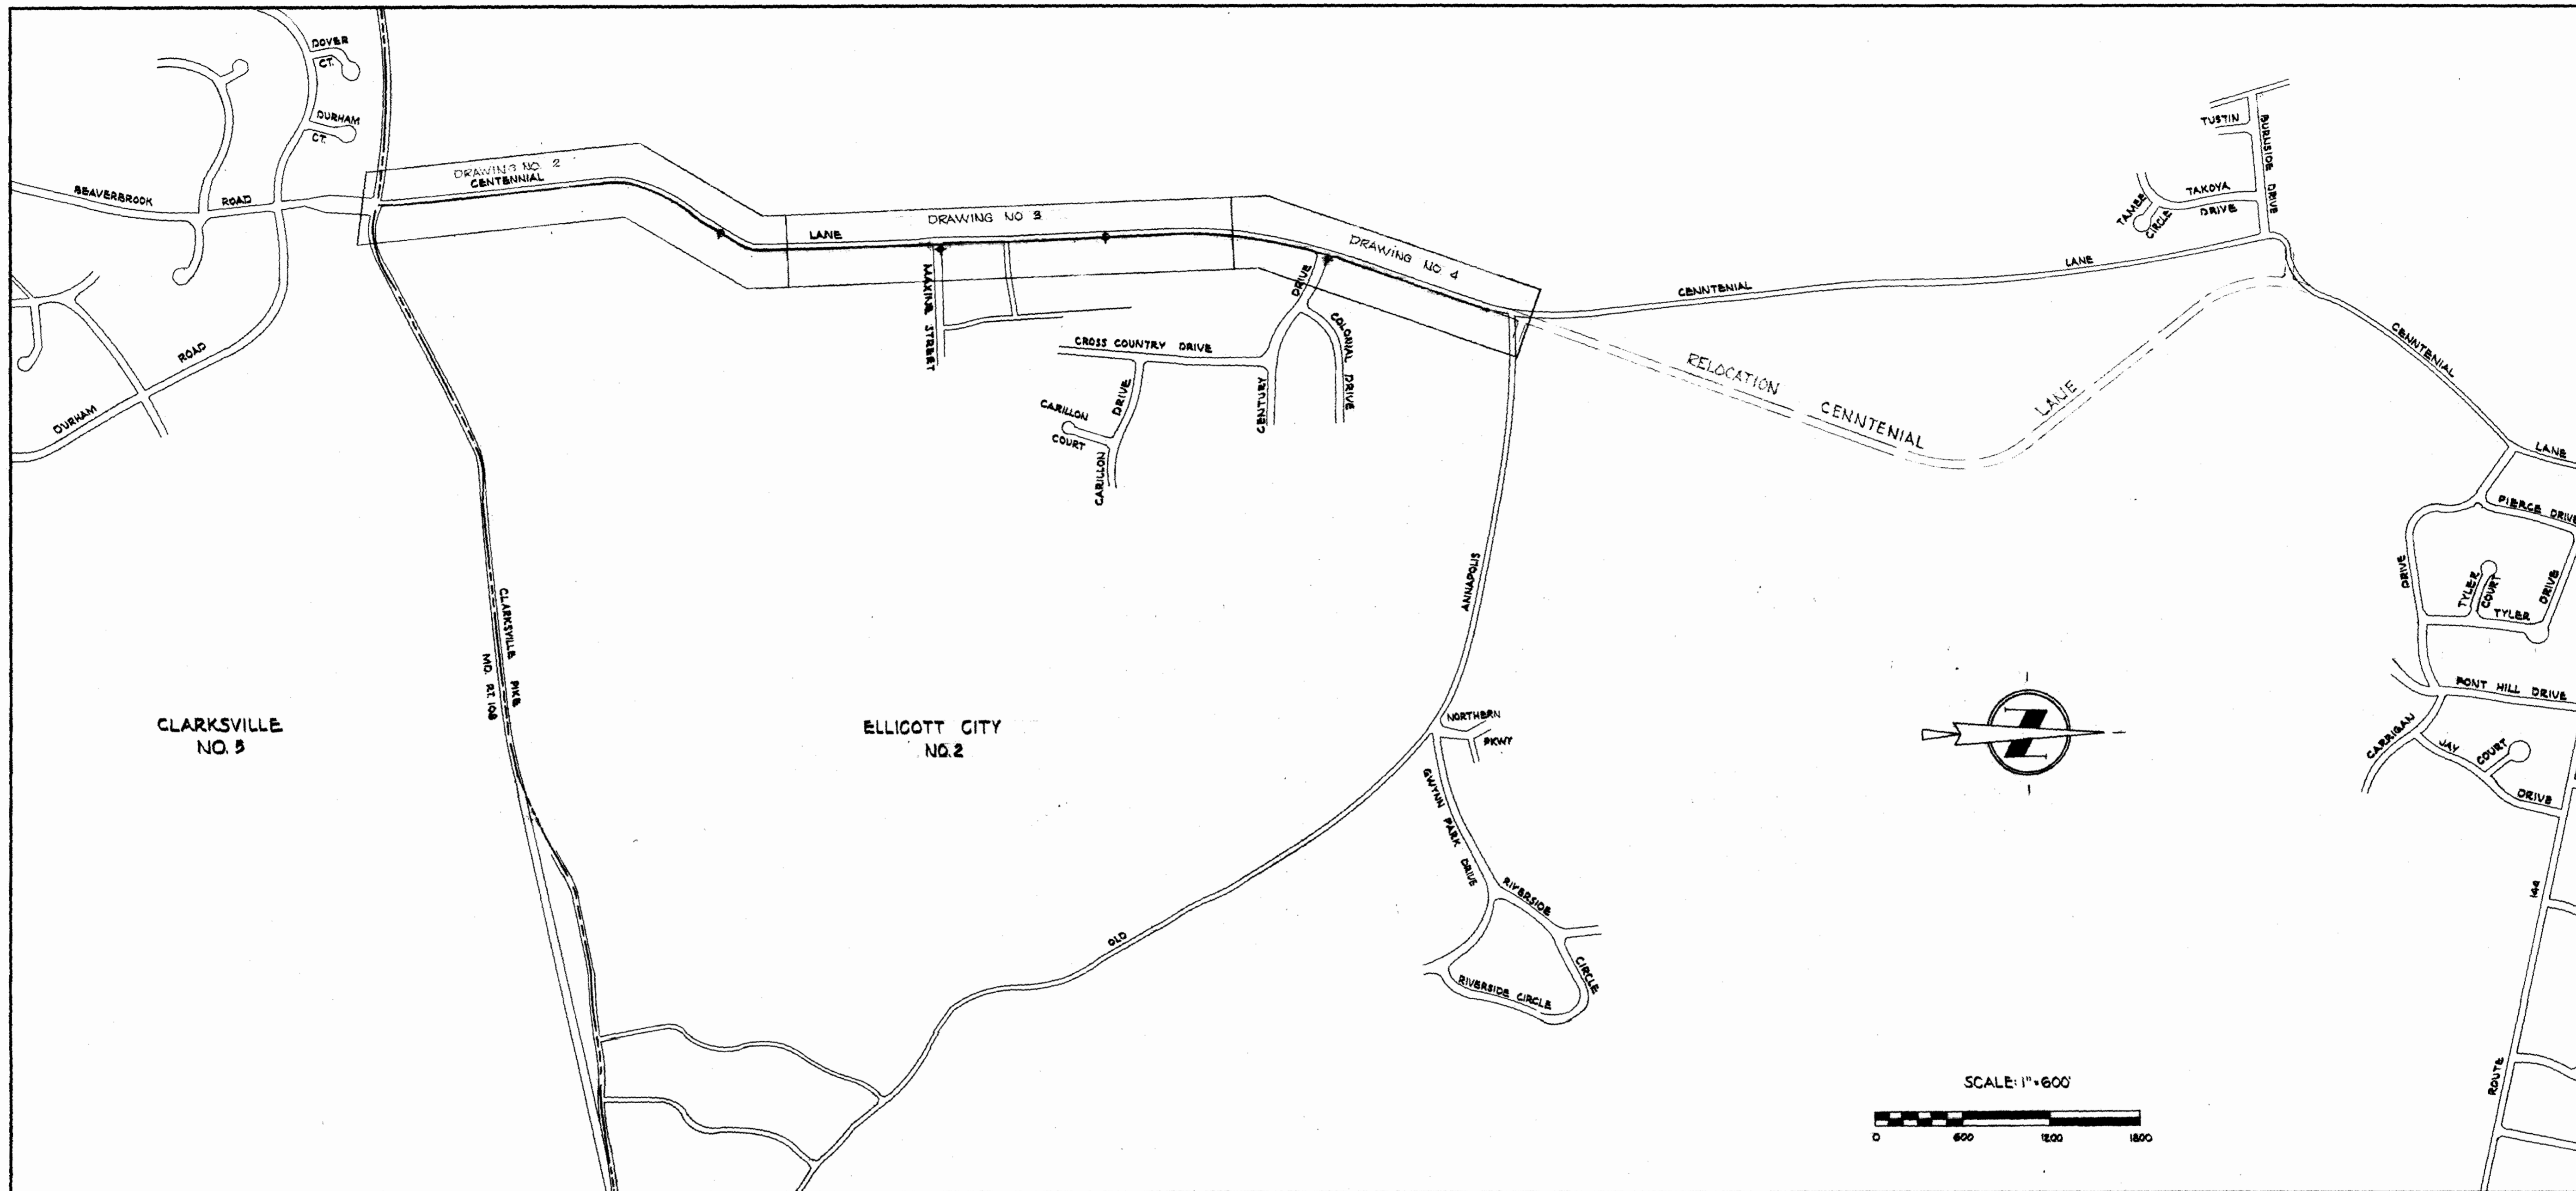 DOVER
CT.
DURHAM
CT.
BEAVERBROOK
ROAD
ROAD
DURHAM
DRAWING NO. 2
CENTENNIAL
LANE
DRAWING NO 3
DRAWING NO 4
MAXINE STREET
DRIVE
COLONIAL DRIVE
CROSS COUNTRY DRIVE
CENTURY
DRIVE
CARILLON
COURT
CARILLON
CENNTENIAL
LANE
TUSTIN
BURNSIDE DRIVE
TAKOYA
DRIVE
TAMEE
CIRCLE
RELOCATION
CENNTENIAL
LANE
CENNTENIAL
LANE
PIERCE DRIVE
DRIVE
TYLER
COURT
TYLER
DRIVE
FONT HILL DRIVE
CARRIGAN
JAY
COURT
DRIVE
144
ROUTE
CLARKSVILLE PIKE
MD. RT. 108
CLARKSVILLE
NO. 5
ELLICOTT CITY
NO. 2
ANNAPOLIS
OLD
NORTHERN
PKWY
GWYNN PARK DRIVE
RIVERSIDE
CIRCLE
RIVERSIDE CIRCLE
N
SCALE: 1"=600'
0 600 1200 1800